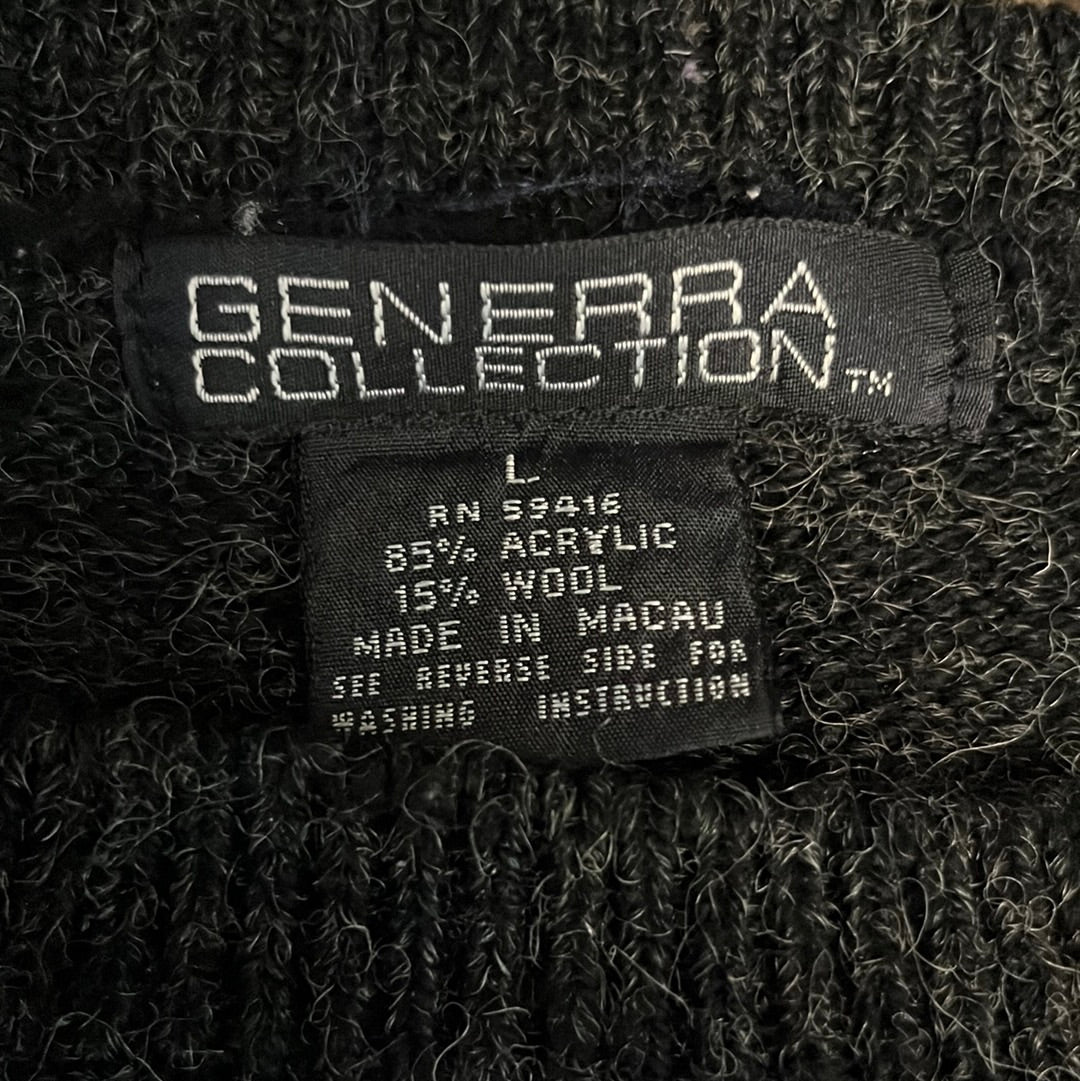 GENERRA
COLLECTION™
L
RN 59416
85% ACRYLIC
15% WOOL
MADE IN MACAU
SEE REVERSE SIDE FOR
WASHING INSTRUCTION